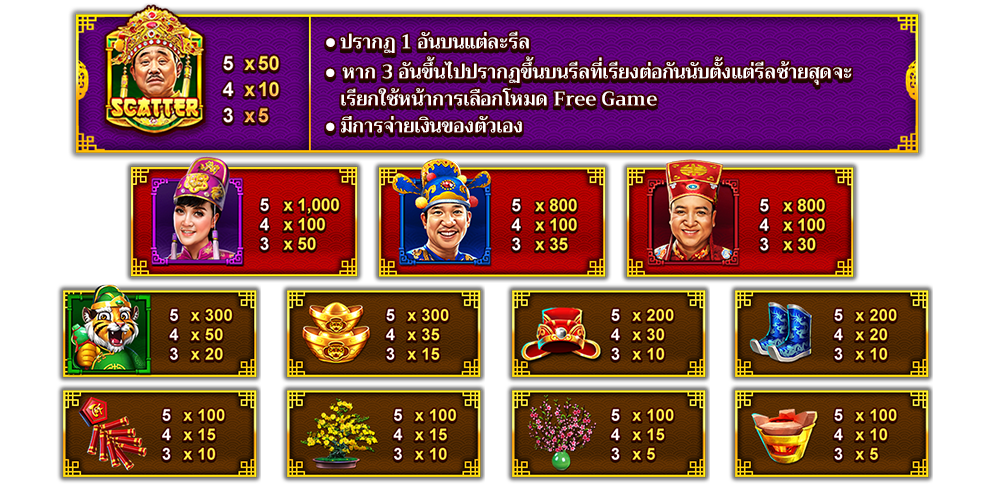 SCATTER
5 x50
4 x10
3 x5
● ปรากฏ 1 อันบนแต่ละรีล
● หาก 3 อันขึ้นไปปรากฏขึ้นบนรีลที่เรียงต่อกันนับตั้งแต่รีลซ้ายสุดจะ
เรียกใช้หน้าการเลือกโหมด Free Game
● มีการจ่ายเงินของตัวเอง
5 x 1,000
4 x 100
3 x 50
5 x 800
4 x 100
3 x 35
5 x 800
4 x 100
3 x 30
5 x 300
4 x 50
3 x 20
5 x 300
4 x 35
3 x 15
5 x 200
4 x 30
3 x 10
5 x 200
4 x 20
3 x 10
5 x 100
4 x 15
3 x 10
5 x 100
4 x 15
3 x 10
5 x 100
4 x 15
3 x 5
5 x 100
4 x 10
3 x 5